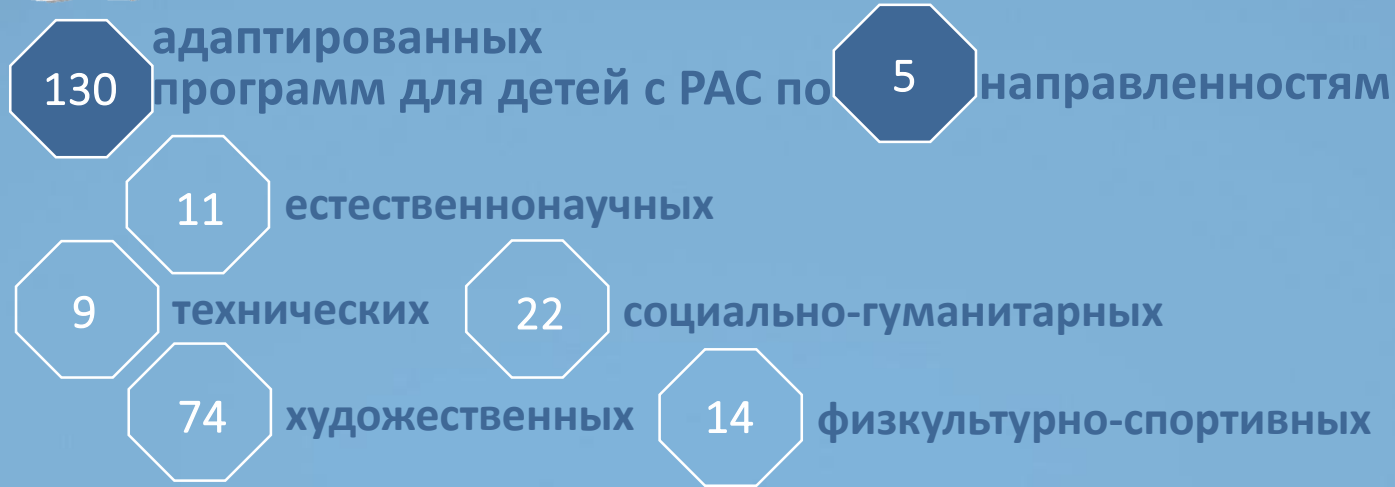 адаптированных
130 программ для детей с РАС по 5 направленностям
11 естественнонаучных
9 технических 22 социально-гуманитарных
74 художественных 14 физкультурно-спортивных